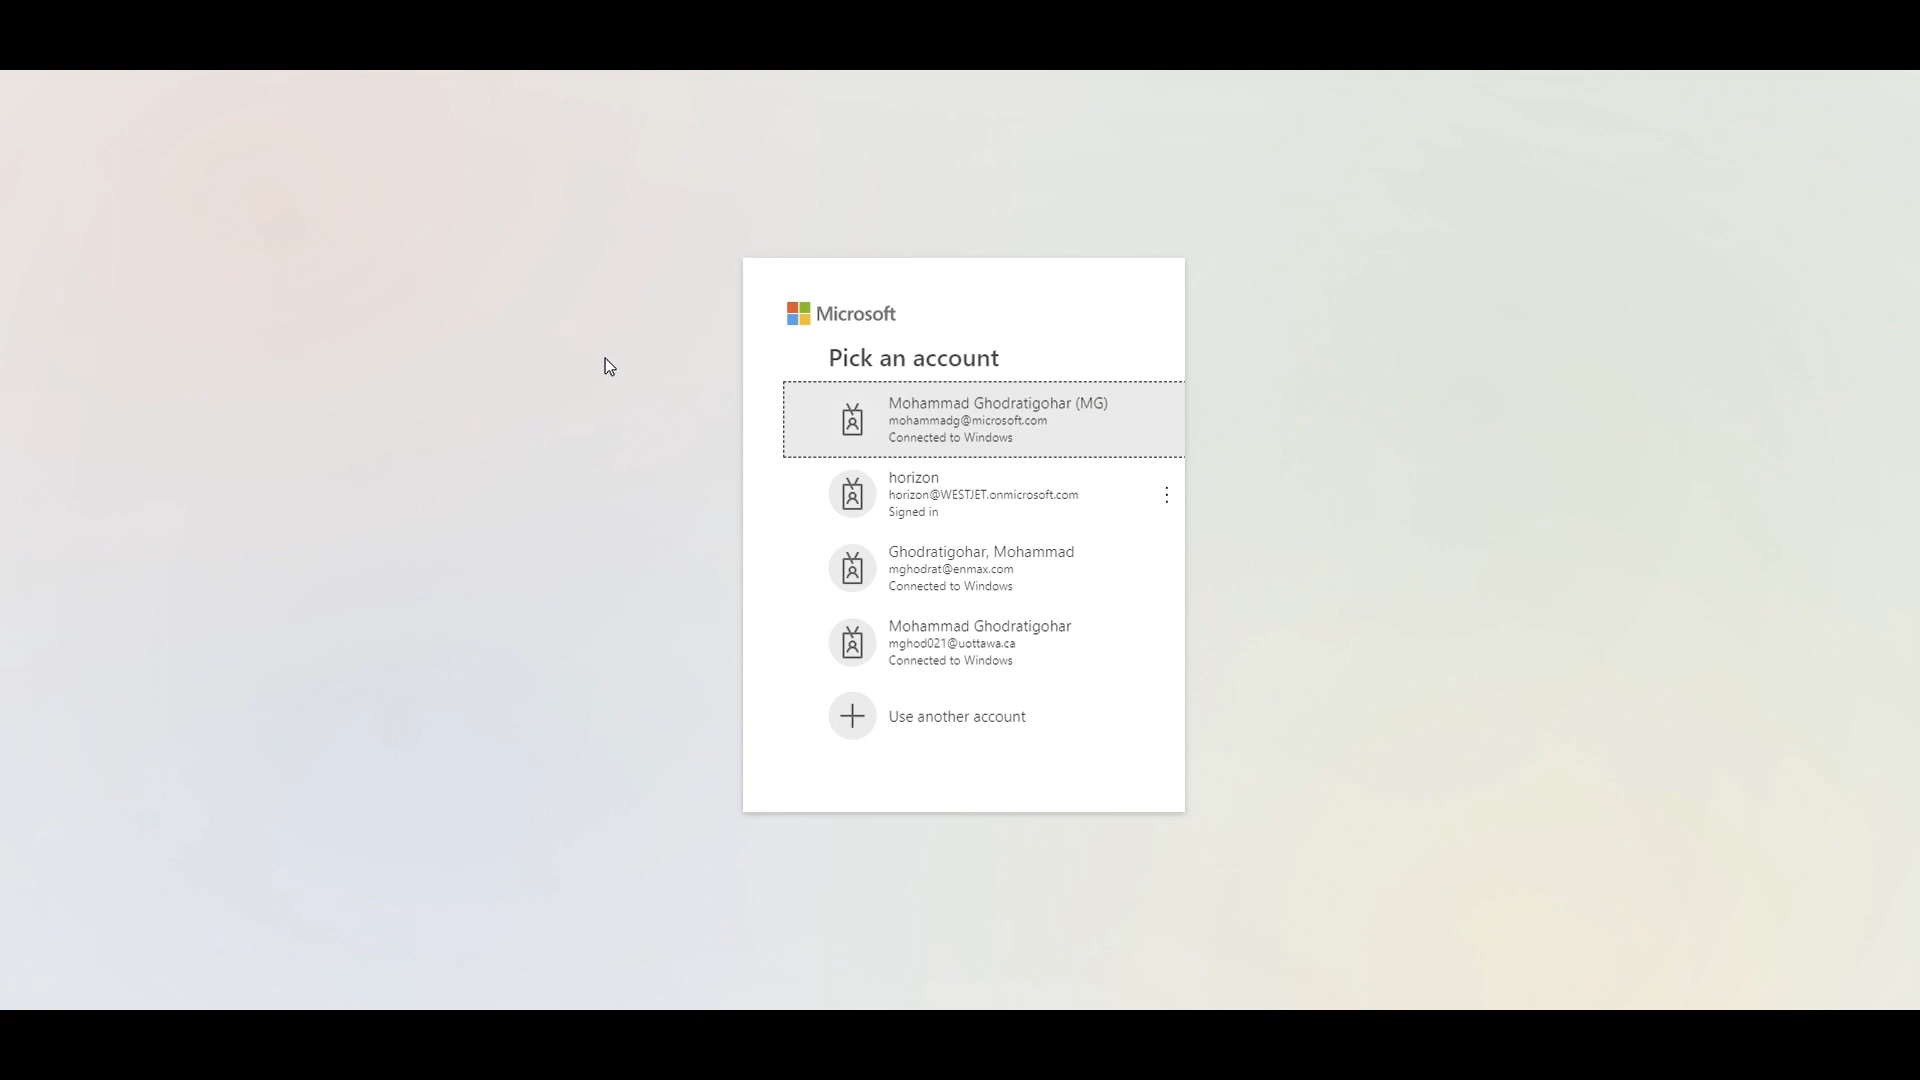 Microsoft
Pick an account
Mohammad Ghodratigohar (MG)
mohammadg@microsoft.com
Connected to Windows
horizon
horizon@WESTJET.onmicrosoft.com
Signed in
Ghodratigohar, Mohammad
mghodrat@enmax.com
Connected to Windows
Mohammad Ghodratigohar
mghod021@uottawa.ca
Connected to Windows
Use another account